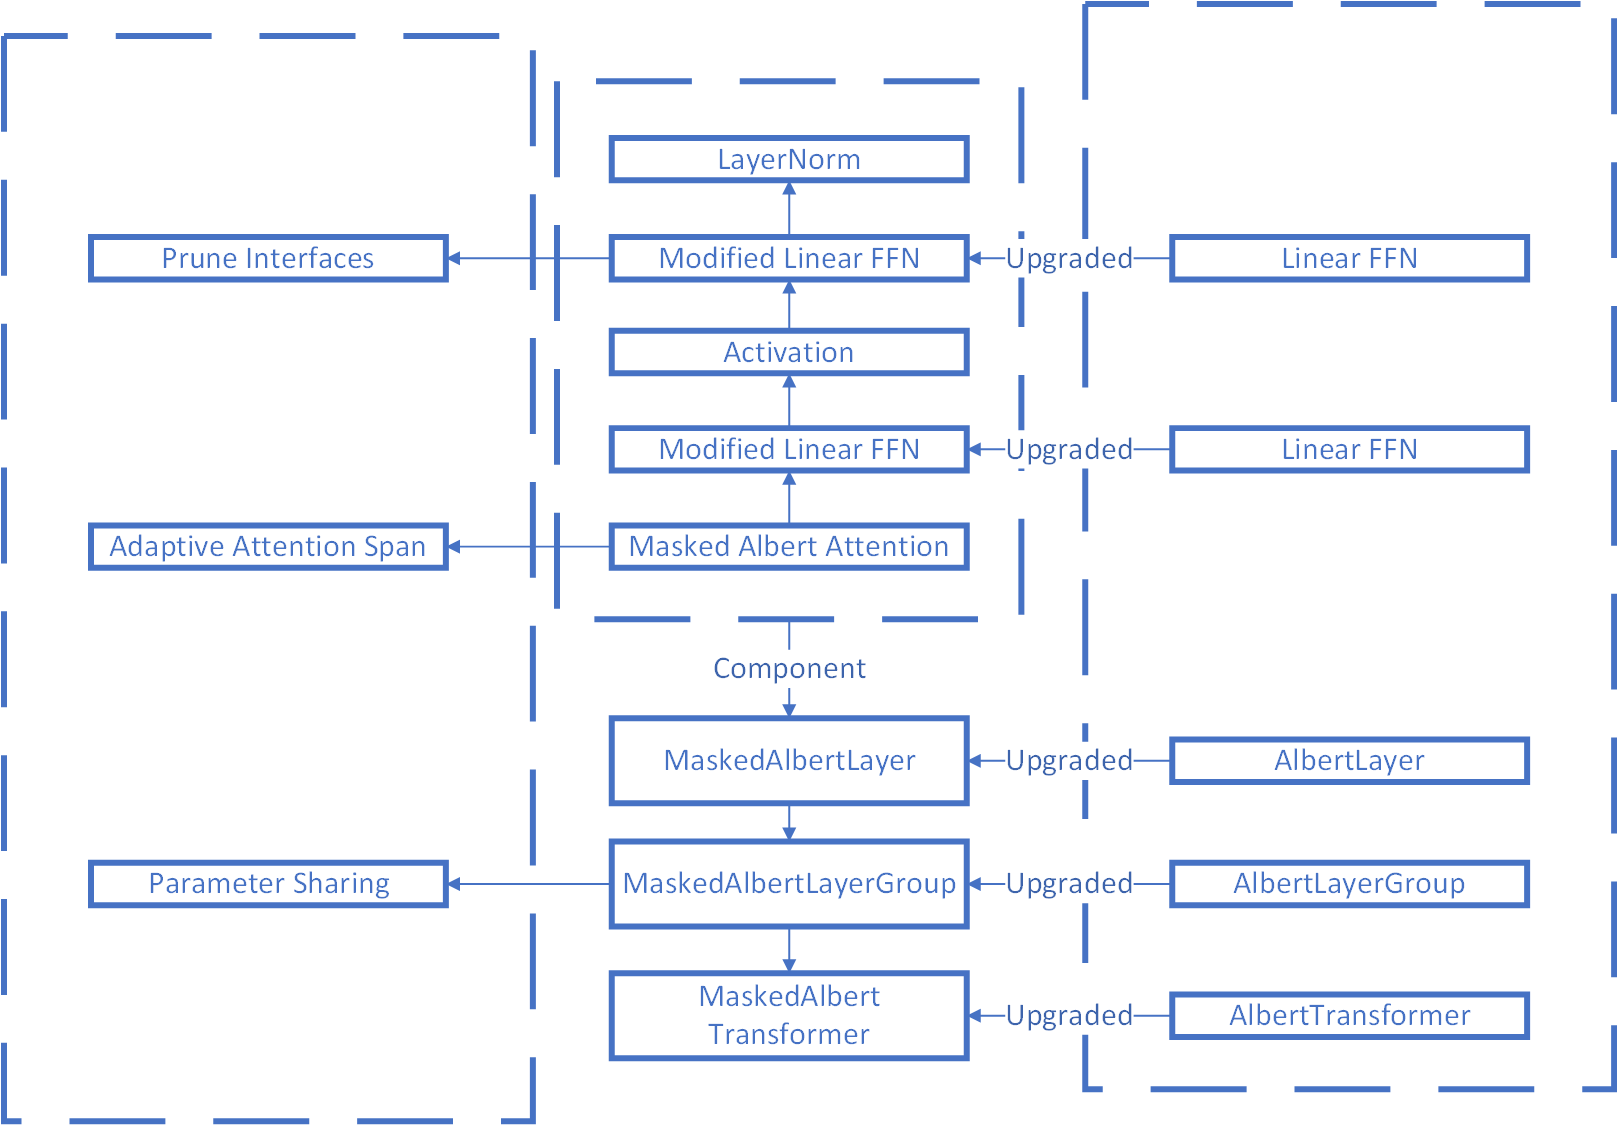 LayerNorm
Prune Interfaces
Modified Linear FFN
Upgraded
Linear FFN
Activation
Modified Linear FFN
Upgraded
Linear FFN
Adaptive Attention Span
Masked Albert Attention
Component
MaskedAlbertLayer
Upgraded
AlbertLayer
Parameter Sharing
MaskedAlbertLayerGroup
Upgraded
AlbertLayerGroup
MaskedAlbert
Transformer
Upgraded
AlbertTransformer